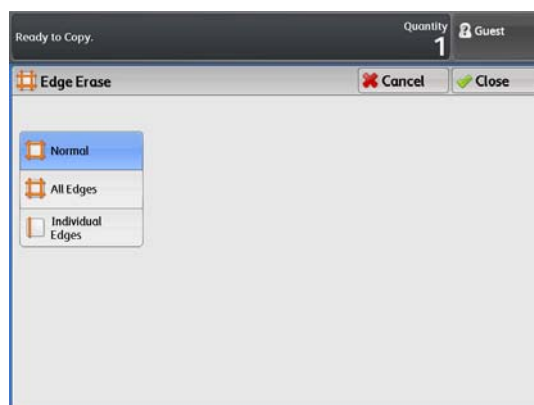 Ready to Copy.
Quantity
1
Guest
Edge Erase
Cancel
Close
Normal
All Edges
Individual
Edges